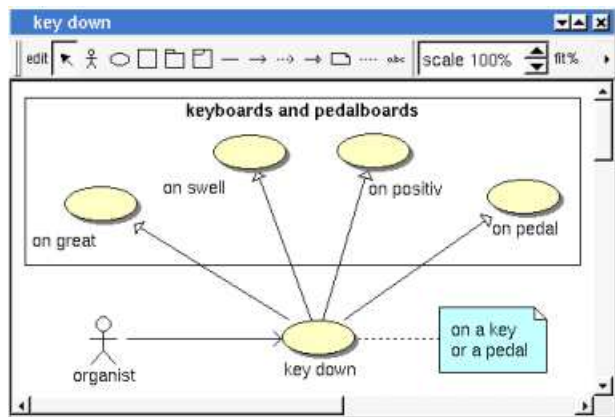 key down
edit
abc
scale 100%
fit%
keyboards and pedalboards
on swell
on positiv
on great
on pedal
on a key
or a pedal
organist
key down